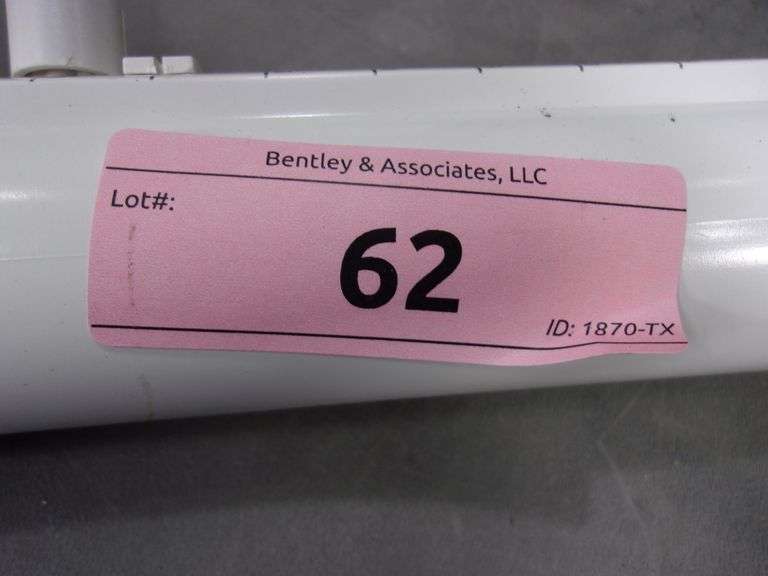 Bentley & Associates, LLC
Lot#:
62
ID: 1870-TX